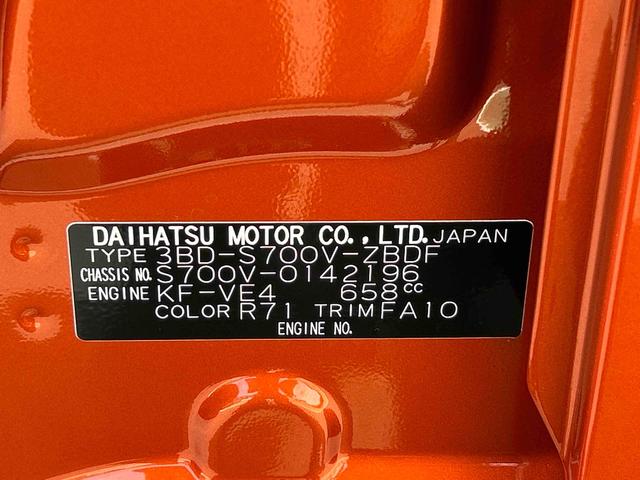 DAIHATSU MOTOR CO.,LTD. JAPAN
TYPE 3BD-S700V-ZBDF
CHASSIS NO. S700V-0142196
ENGINE KF-VE4 658cc
COLOR R71 TRIM FA10
ENGINE NO.